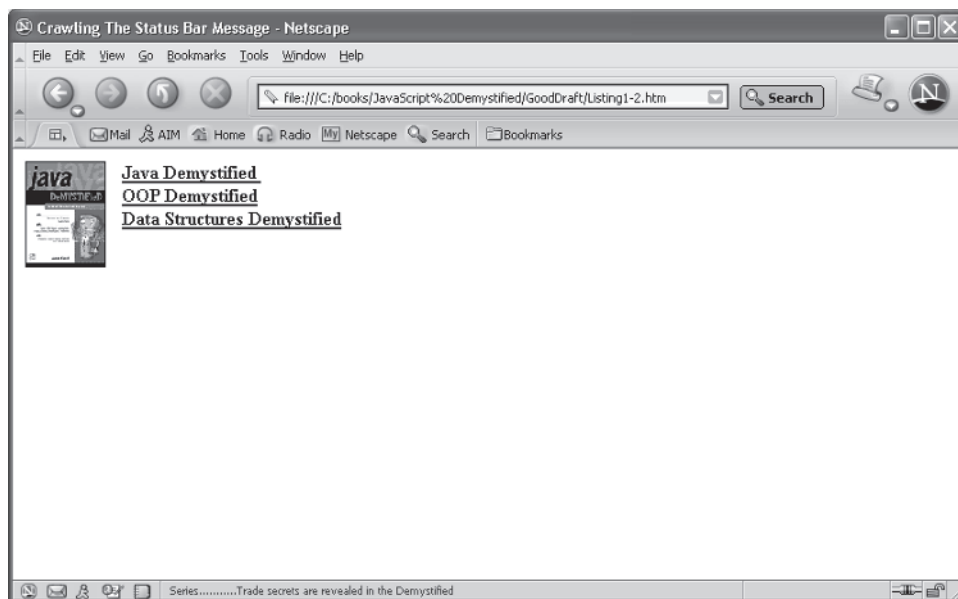 Crawling The Status Bar Message - Netscape
File Edit View Go Bookmarks Tools Window Help
file:///C:/books/JavaScript%20Demystified/GoodDraft/Listing1-2.htm
Search
N
Mail AIM Home Radio My Netscape Search Bookmarks
java
DeMYSTiFieD
Java Demystified
OOP Demystified
Data Structures Demystified
Series...........Trade secrets are revealed in the Demystified